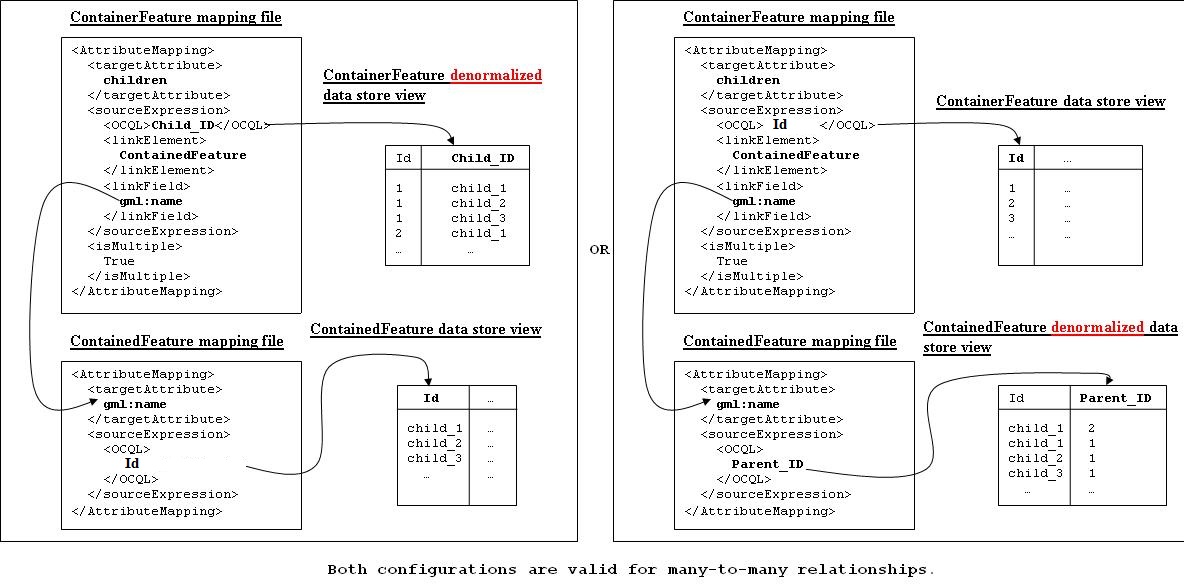 ContainerFeature mapping file
<AttributeMapping>
<targetAttribute>
children
</targetAttribute>
<sourceExpression>
<OCQL>Child_ID</OCQL>
<linkElement>
ContainedFeature
</linkElement>
<linkField>
gml:name
</linkField>
</sourceExpression>
<isMultiple>
True
</isMultiple>
</AttributeMapping>
ContainerFeature denormalized
data store view
Id Child_ID
1 child_1
1 child_2
1 child_3
2 child_1
… …
ContainedFeature mapping file
<AttributeMapping>
<targetAttribute>
gml:name
</targetAttribute>
<sourceExpression>
<OCQL>
Id
</OCQL>
</sourceExpression>
</AttributeMapping>
ContainedFeature data store view
Id …
child_1 …
child_2 …
child_3 …
… …
OR
ContainerFeature mapping file
<AttributeMapping>
<targetAttribute>
children
</targetAttribute>
<sourceExpression>
<OCQL> Id </OCQL>
<linkElement>
ContainedFeature
</linkElement>
<linkField>
gml:name
</linkField>
</sourceExpression>
<isMultiple>
True
</isMultiple>
</AttributeMapping>
ContainerFeature data store view
Id …
1 …
2 …
3 …
… …
ContainedFeature mapping file
<AttributeMapping>
<targetAttribute>
gml:name
</targetAttribute>
<sourceExpression>
<OCQL>
Parent_ID
</OCQL>
</sourceExpression>
</AttributeMapping>
ContainedFeature denormalized data
store view
Id Parent_ID
child_1 2
child_1 1
child_2 1
child_3 1
… …
Both configurations are valid for many-to-many relationships.